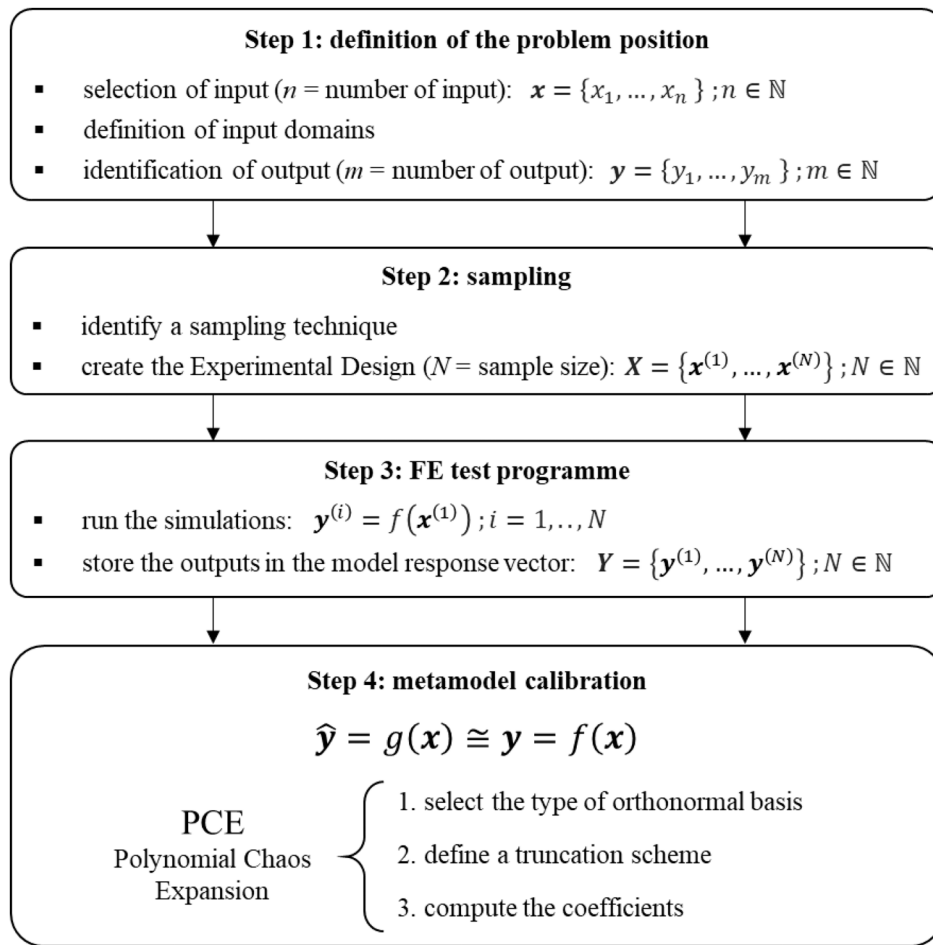 Step 1: definition of the problem position
▪ selection of input (n = number of input): x = {x₁, ..., xₙ } ; n ∈ ℕ
▪ definition of input domains
▪ identification of output (m = number of output): y = {y₁, ..., yₘ } ; m ∈ ℕ
Step 2: sampling
▪ identify a sampling technique
▪ create the Experimental Design (N = sample size): X = {x⁽¹⁾, ..., x⁽ᴺ⁾} ; N ∈ ℕ
Step 3: FE test programme
▪ run the simulations: y⁽ⁱ⁾ = f(x⁽¹⁾) ; i = 1, .., N
▪ store the outputs in the model response vector: Y = {y⁽¹⁾, ..., y⁽ᴺ⁾} ; N ∈ ℕ
Step 4: metamodel calibration
ŷ = g(x) ≅ y = f(x)
PCE
Polynomial Chaos
Expansion
1. select the type of orthonormal basis
2. define a truncation scheme
3. compute the coefficients